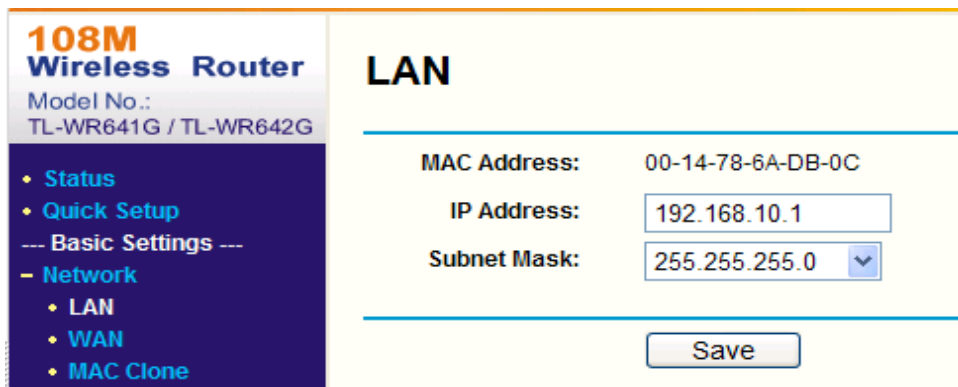 108M
Wireless Router
Model No.:
TL-WR641G / TL-WR642G
• Status
• Quick Setup
--- Basic Settings ---
– Network
• LAN
• WAN
• MAC Clone
LAN
MAC Address: 00-14-78-6A-DB-0C
IP Address: 192.168.10.1
Subnet Mask: 255.255.255.0
Save